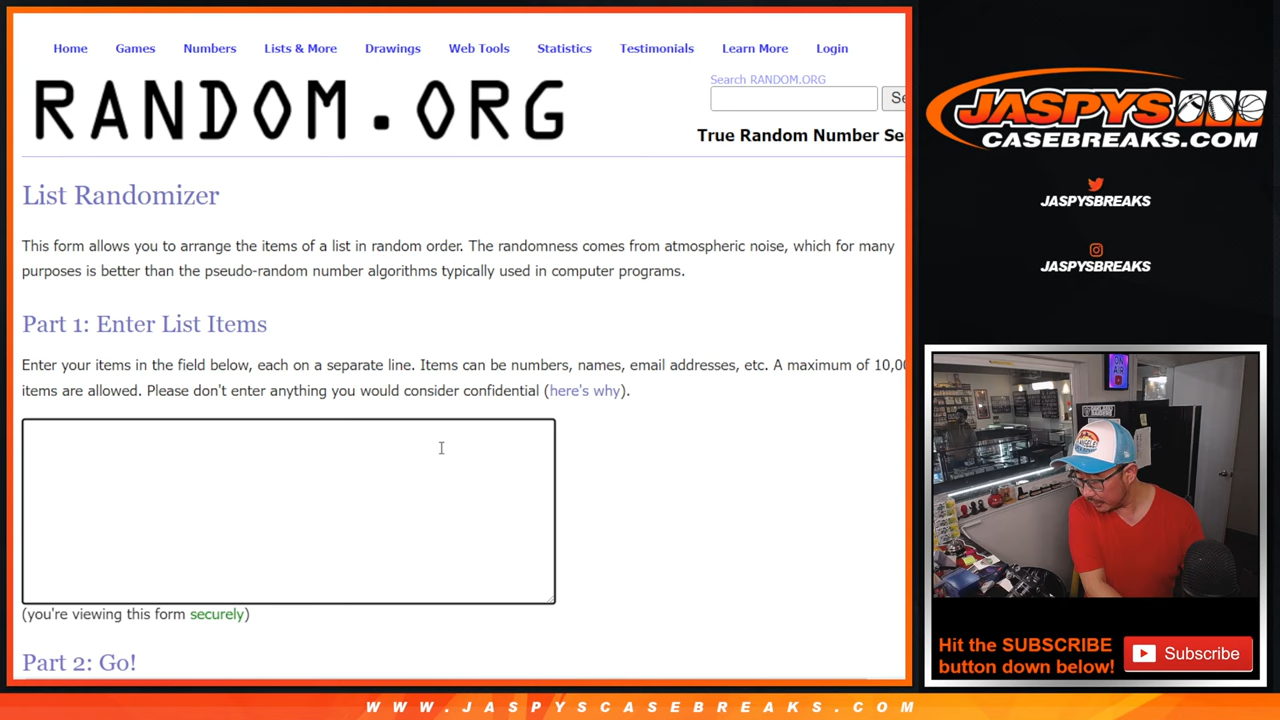 Home Games Numbers Lists & More Drawings Web Tools Statistics Testimonials Learn More Login
RANDOM.ORG
Search RANDOM.ORG
Se
True Random Number Se
List Randomizer
This form allows you to arrange the items of a list in random order. The randomness comes from atmospheric noise, which for many
purposes is better than the pseudo-random number algorithms typically used in computer programs.
Part 1: Enter List Items
Enter your items in the field below, each on a separate line. Items can be numbers, names, email addresses, etc. A maximum of 10,00
items are allowed. Please don't enter anything you would consider confidential (here's why).
(you're viewing this form securely)
Part 2: Go!
JASPYS
CASEBREAKS.COM
JASPYSBREAKS
JASPYSBREAKS
ON
AIR
Hit the SUBSCRIBE
button down below!
Subscribe
WWW.JASPYSCASEBREAKS.COM